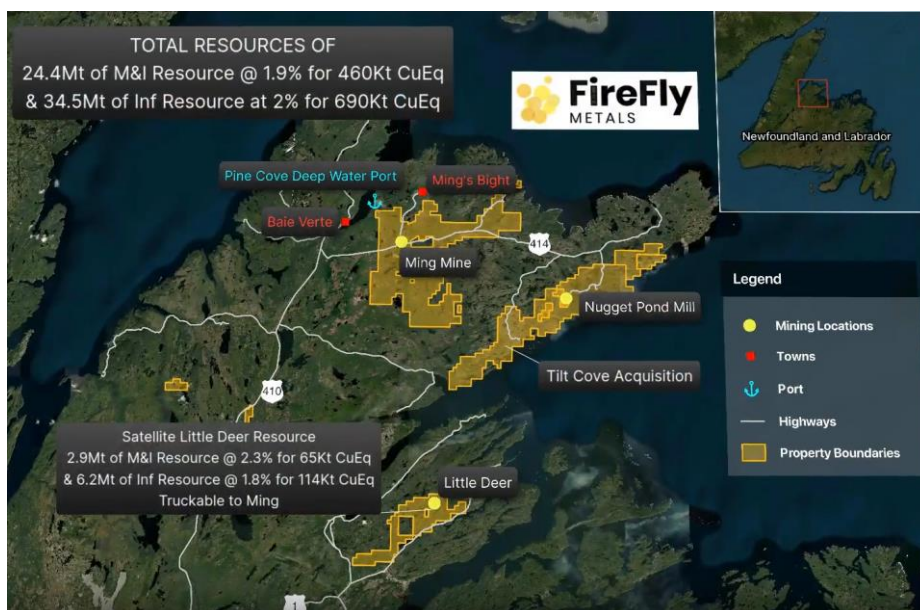 TOTAL RESOURCES OF
24.4Mt of M&I Resource @ 1.9% for 460Kt CuEq
& 34.5Mt of Inf Resource at 2% for 690Kt CuEq
FireFly
METALS
Newfoundland and Labrador
Pine Cove Deep Water Port
Ming's Bight
Baie Verte
414
Ming Mine
Nugget Pond Mill
Tilt Cove Acquisition
410
Satellite Little Deer Resource
2.9Mt of M&I Resource @ 2.3% for 65Kt CuEq
& 6.2Mt of Inf Resource @ 1.8% for 114Kt CuEq
Truckable to Ming
Little Deer
1
Legend
Mining Locations
Towns
Port
Highways
Property Boundaries